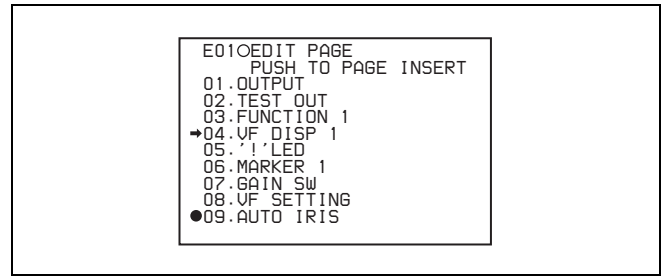 E01○EDIT PAGE
PUSH TO PAGE INSERT
01.OUTPUT
02.TEST OUT
03.FUNCTION 1
➡04.VF DISP 1
05.'!'LED
06.MARKER 1
07.GAIN SW
08.VF SETTING
●09.AUTO IRIS